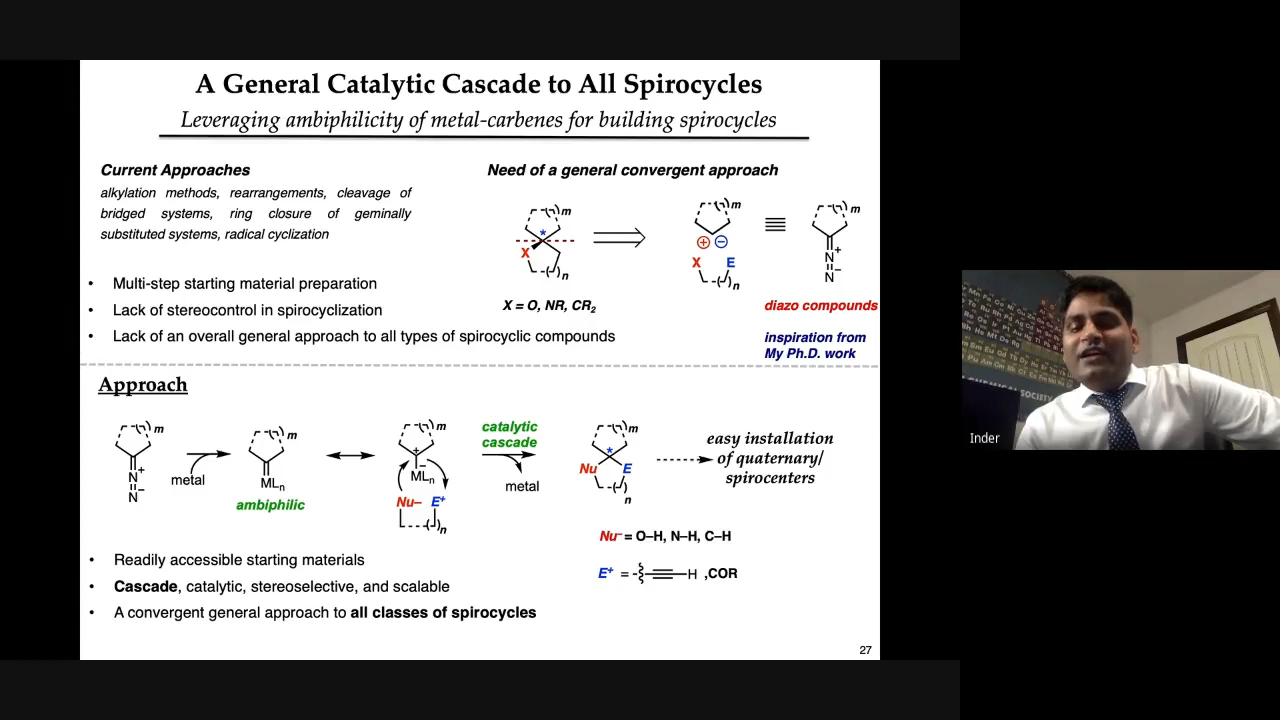 A General Catalytic Cascade to All Spirocycles
Leveraging ambiphilicity of metal-carbenes for building spirocycles
Current Approaches
alkylation methods, rearrangements, cleavage of
bridged systems, ring closure of geminally
substituted systems, radical cyclization
• Multi-step starting material preparation
• Lack of stereocontrol in spirocyclization
• Lack of an overall general approach to all types of spirocyclic compounds
Need of a general convergent approach
m
*
X
n
X = O, NR, CR₂
m
+ −
X E
n
≡
m
N+
N−
diazo compounds
inspiration from
My Ph.D. work
Approach
m
N+
N−
metal
m
MLn
ambiphilic
m
+
−
MLn
Nu– E+
n
catalytic
cascade
metal
m
*
Nu E
n
easy installation
of quaternary/
spirocenters
Nu– = O–H, N–H, C–H
E+ = H ,COR
• Readily accessible starting materials
• Cascade, catalytic, stereoselective, and scalable
• A convergent general approach to all classes of spirocycles
27
Inder
CHEMICAL SOCIETY